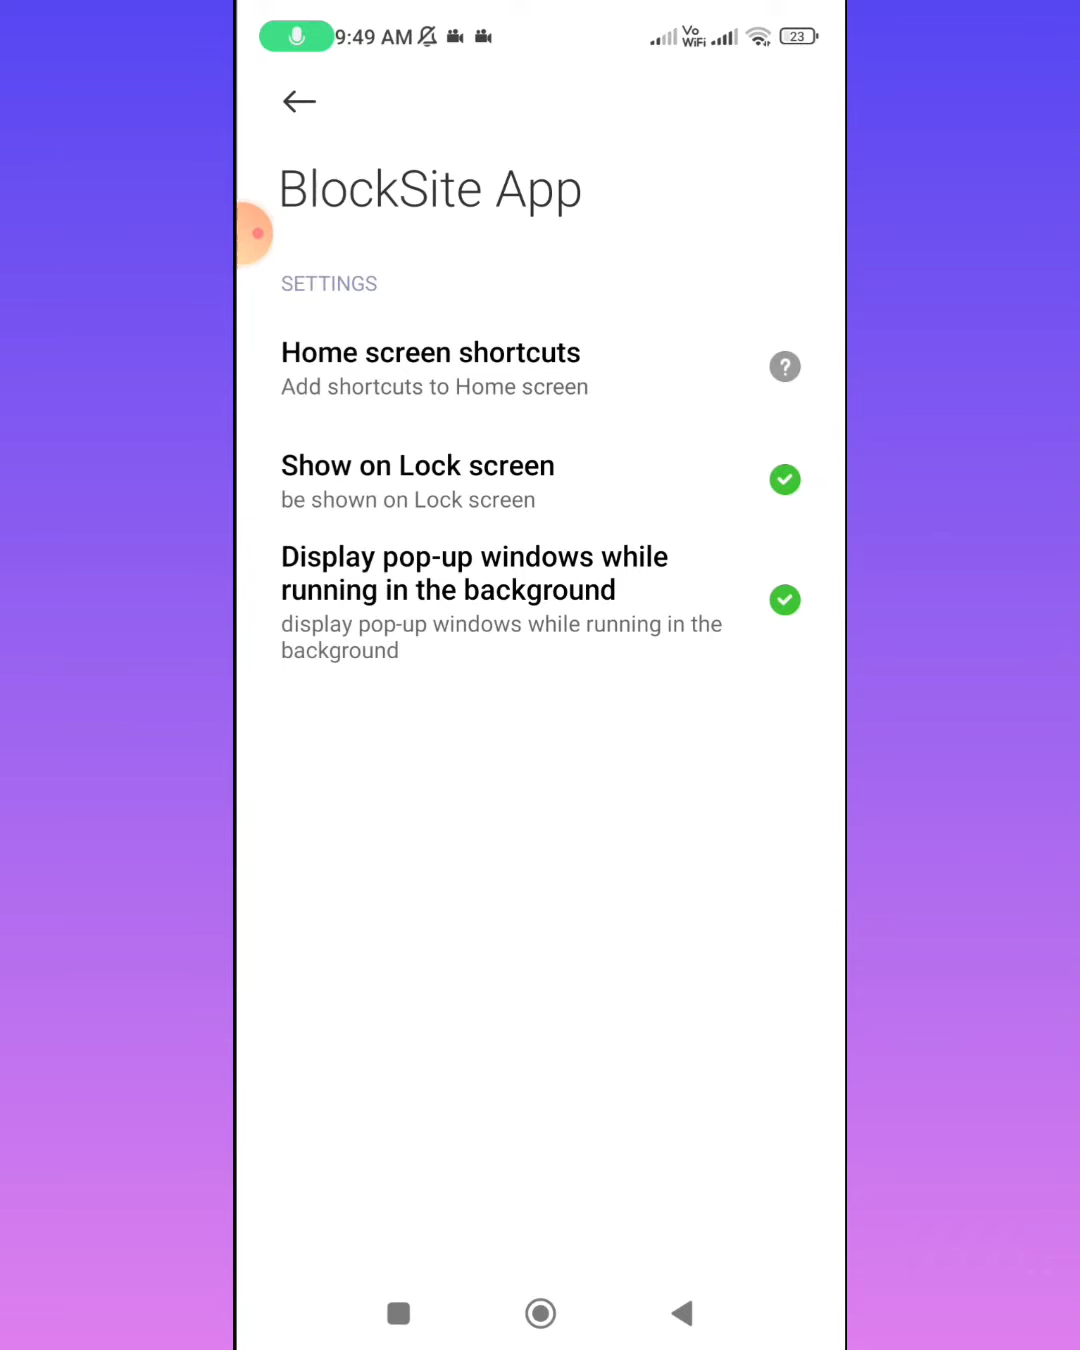 9:49 AM
Vo
WiFi
23
BlockSite App
SETTINGS
Home screen shortcuts
Add shortcuts to Home screen
?
Show on Lock screen
be shown on Lock screen
Display pop-up windows while
running in the background
display pop-up windows while running in the
background